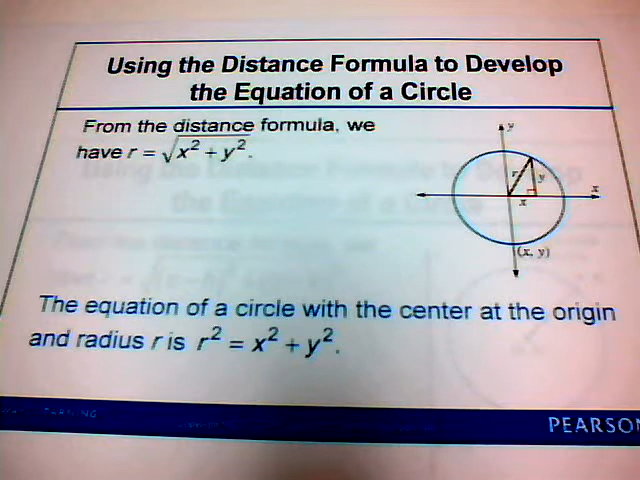 Using the Distance Formula to Develop
the Equation of a Circle
From the distance formula, we
have r = √x² + y².
y
r
y
x
x
(x, y)
The equation of a circle with the center at the origin
and radius r is r² = x² + y².
PEARSON